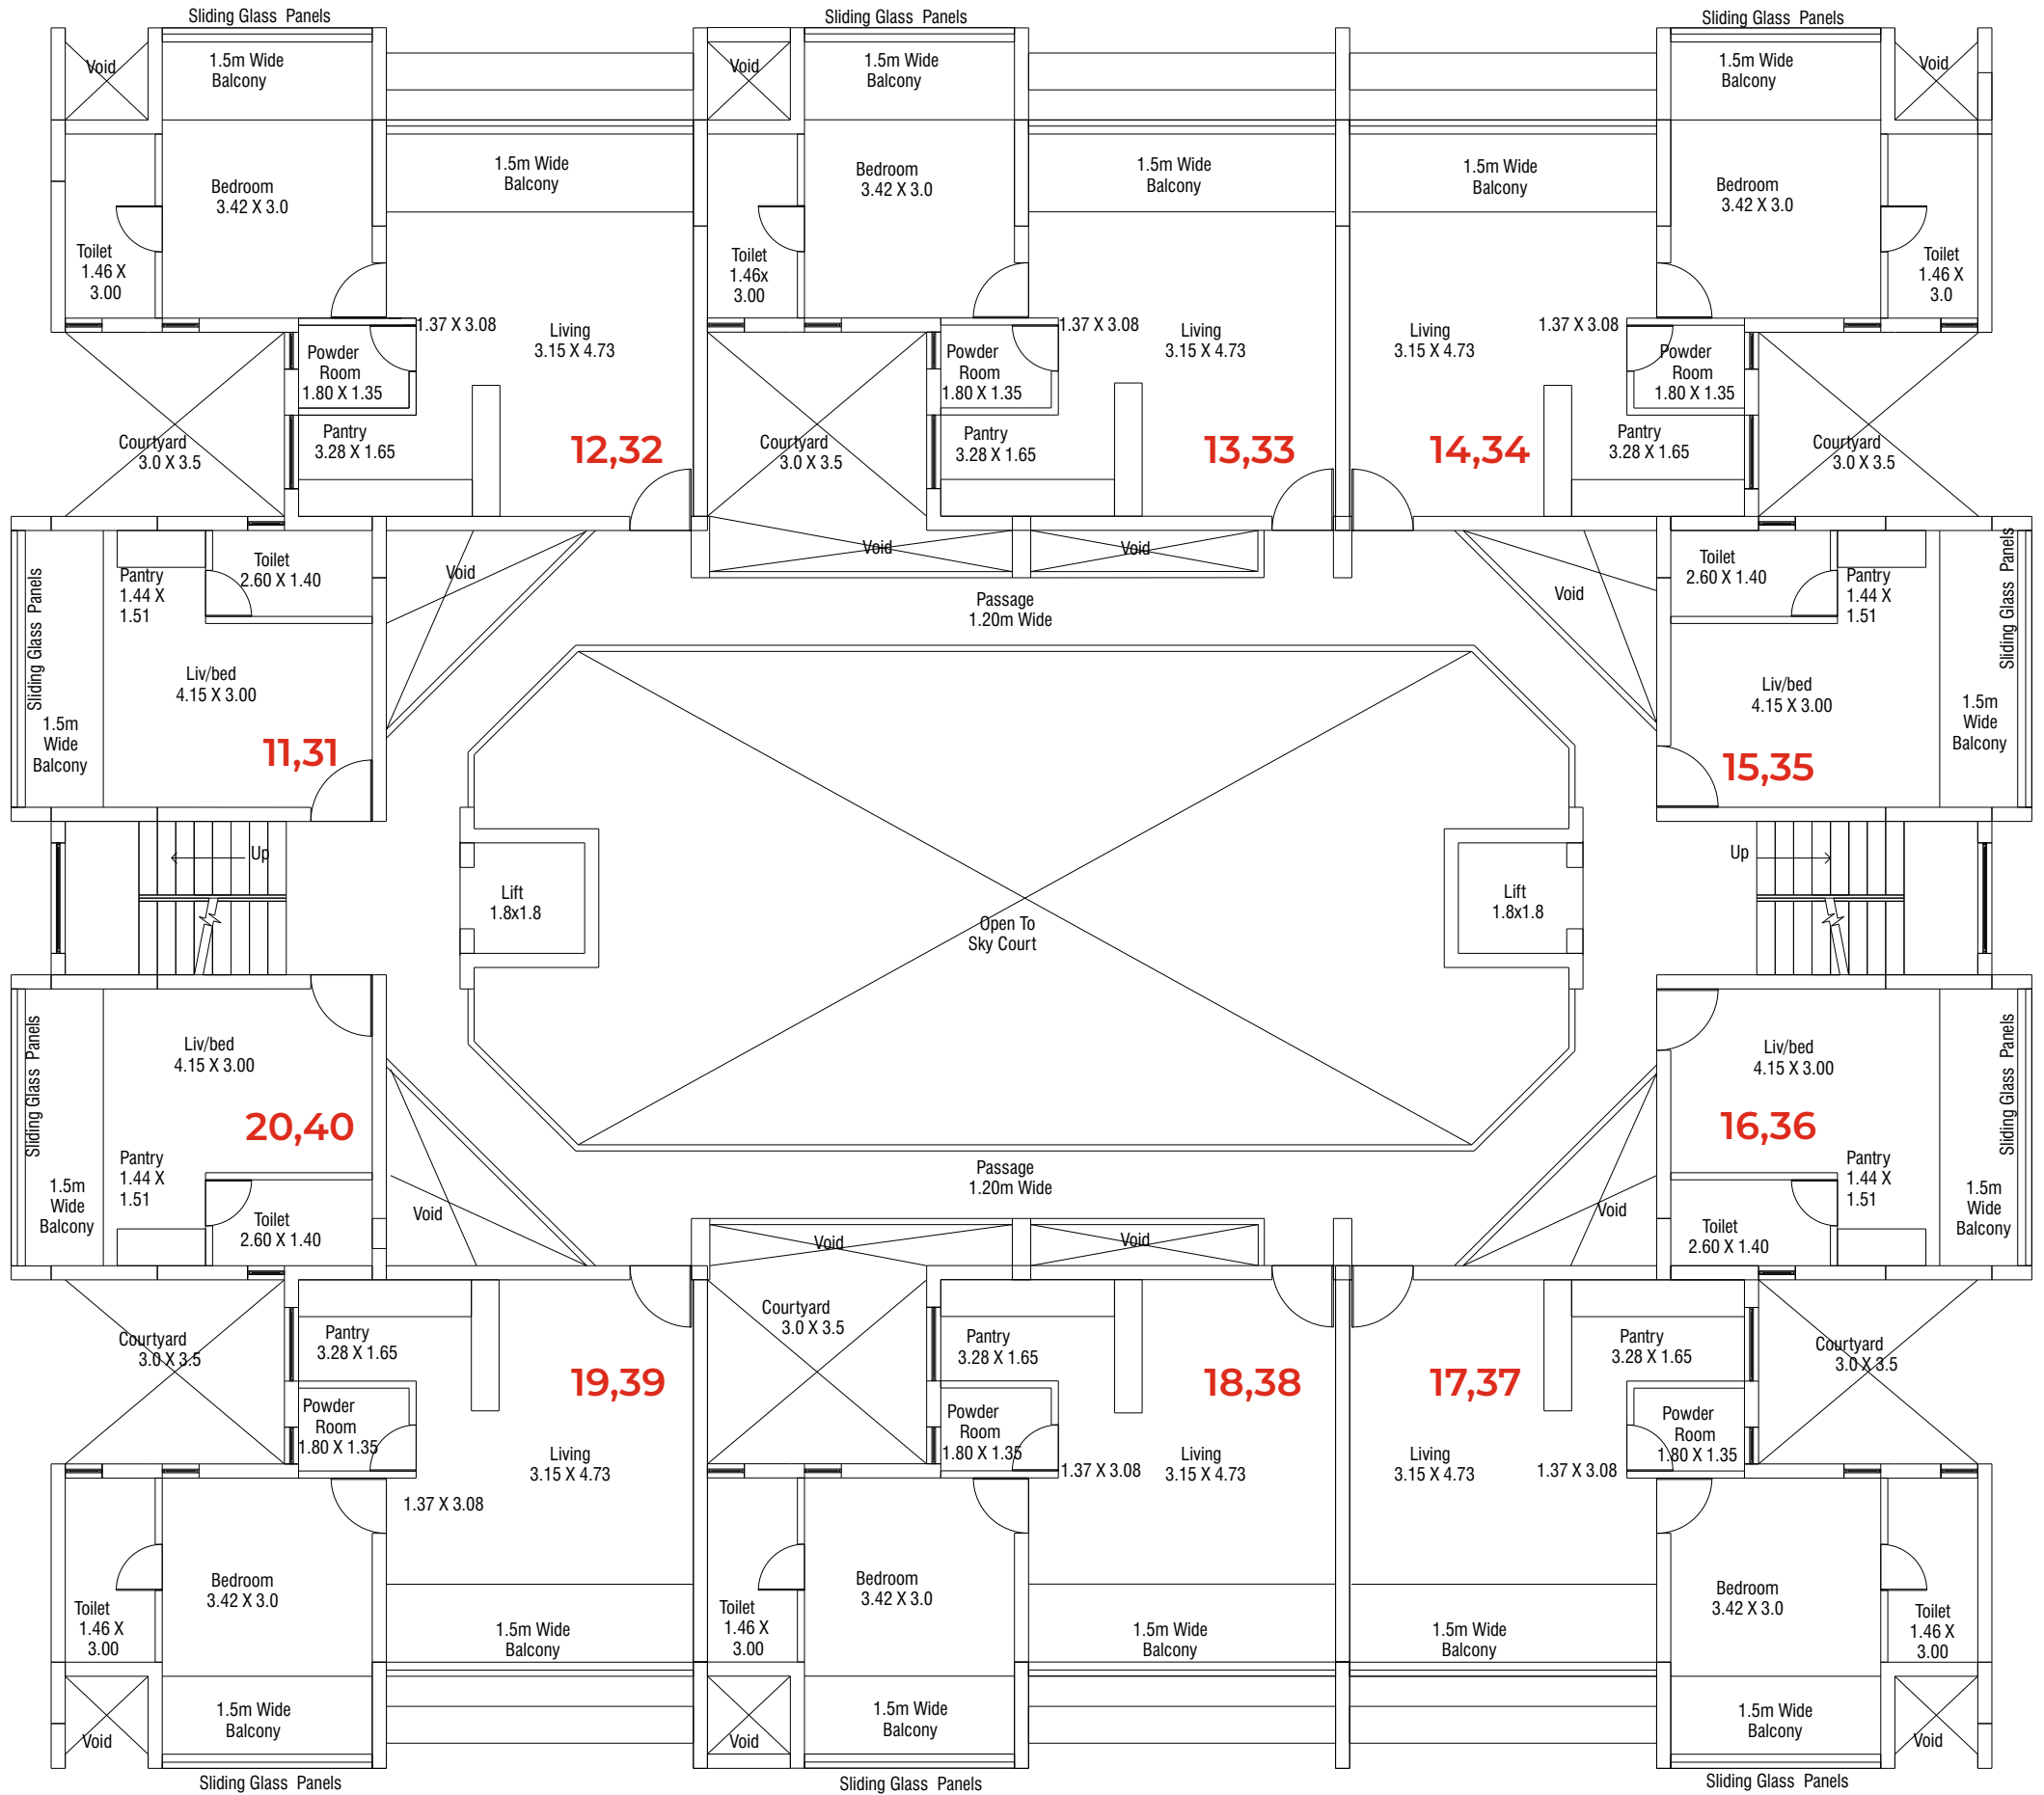 Sliding Glass Panels
Sliding Glass Panels
Sliding Glass Panels
Void
1.5m Wide
Balcony
Void
1.5m Wide
Balcony
1.5m Wide
Balcony
Void
1.5m Wide
Balcony
1.5m Wide
Balcony
1.5m Wide
Balcony
Bedroom
3.42 X 3.0
Bedroom
3.42 X 3.0
Bedroom
3.42 X 3.0
Toilet
1.46 X
3.00
Toilet
1.46x
3.00
Toilet
1.46 X
3.0
1.37 X 3.08
Living
3.15 X 4.73
1.37 X 3.08
Living
3.15 X 4.73
Living
3.15 X 4.73
1.37 X 3.08
Powder
Room
1.80 X 1.35
Powder
Room
1.80 X 1.35
Powder
Room
1.80 X 1.35
Courtyard
3.0 X 3.5
Pantry
3.28 X 1.65
12,32
Courtyard
3.0 X 3.5
Pantry
3.28 X 1.65
13,33
14,34
Pantry
3.28 X 1.65
Courtyard
3.0 X 3.5
Void
Void
Toilet
2.60 X 1.40
Void
Pantry
1.44 X
1.51
Passage
1.20m Wide
Void
Toilet
2.60 X 1.40
Pantry
1.44 X
1.51
Sliding Glass Panels
Sliding Glass Panels
Liv/bed
4.15 X 3.00
Liv/bed
4.15 X 3.00
1.5m
Wide
Balcony
11,31
15,35
1.5m
Wide
Balcony
Up
Up
Lift
1.8x1.8
Open To
Sky Court
Lift
1.8x1.8
Sliding Glass Panels
Liv/bed
4.15 X 3.00
Liv/bed
4.15 X 3.00
Sliding Glass Panels
20,40
16,36
Pantry
1.44 X
1.51
Pantry
1.44 X
1.51
1.5m
Wide
Balcony
1.5m
Wide
Balcony
Passage
1.20m Wide
Toilet
2.60 X 1.40
Void
Void
Void
Void
Toilet
2.60 X 1.40
Courtyard
3.0 X 3.5
Pantry
3.28 X 1.65
Courtyard
3.0 X 3.5
Pantry
3.28 X 1.65
Pantry
3.28 X 1.65
Courtyard
3.0 X 3.5
19,39
18,38
17,37
Powder
Room
1.80 X 1.35
Powder
Room
1.80 X 1.35
Powder
Room
1.80 X 1.35
Living
3.15 X 4.73
1.37 X 3.08
Living
3.15 X 4.73
Living
3.15 X 4.73
1.37 X 3.08
1.37 X 3.08
Bedroom
3.42 X 3.0
Bedroom
3.42 X 3.0
Bedroom
3.42 X 3.0
Toilet
1.46 X
3.00
Toilet
1.46 X
3.00
Toilet
1.46 X
3.00
1.5m Wide
Balcony
1.5m Wide
Balcony
1.5m Wide
Balcony
Void
1.5m Wide
Balcony
Void
1.5m Wide
Balcony
1.5m Wide
Balcony
Void
Sliding Glass Panels
Sliding Glass Panels
Sliding Glass Panels